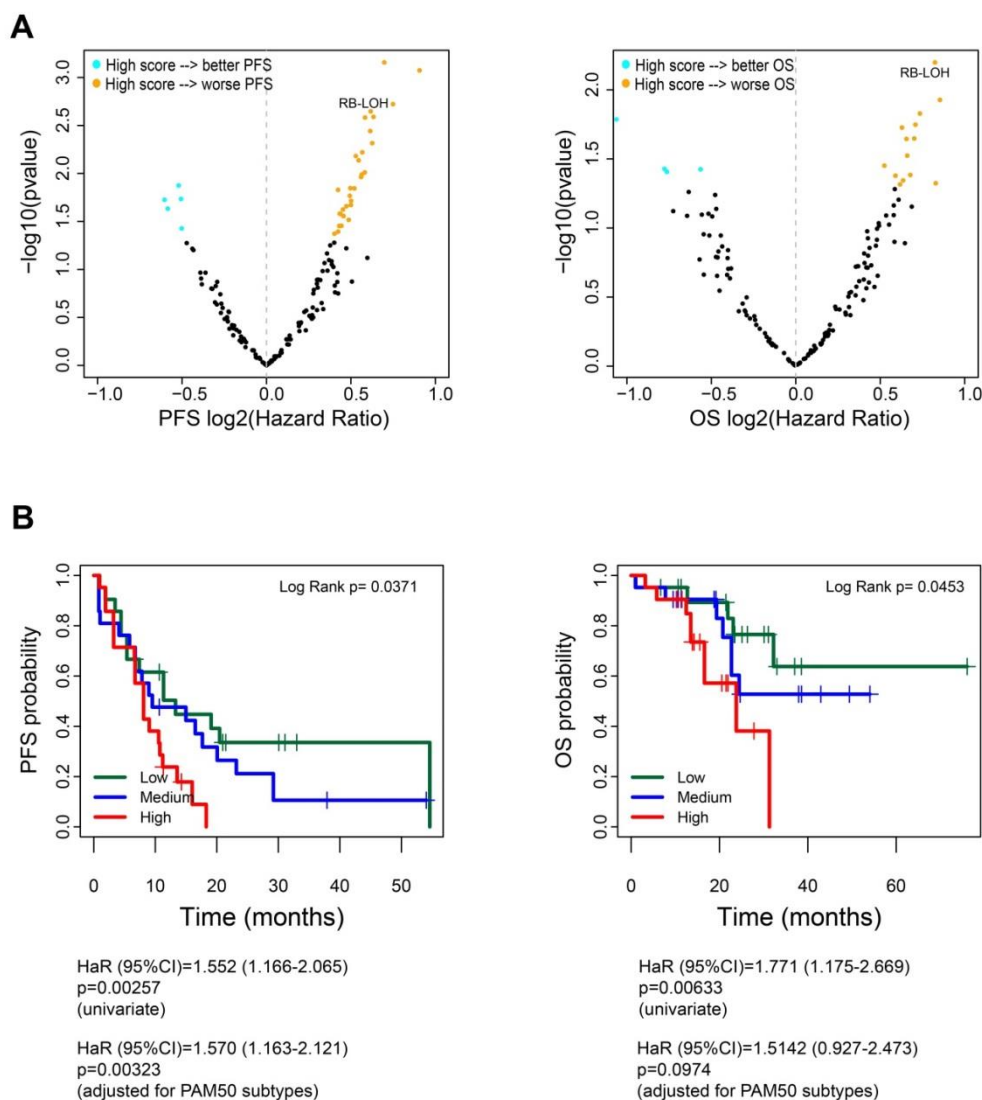 A
High score --> better PFS
High score --> worse PFS
RB-LOH
−log10(pvalue)
3.0
2.5
2.0
1.5
1.0
0.5
0.0
−1.0 −0.5 0.0 0.5 1.0
PFS log2(Hazard Ratio)
High score --> better OS
High score --> worse OS
RB-LOH
−log10(pvalue)
2.0
1.5
1.0
0.5
0.0
−1.0 −0.5 0.0 0.5 1.0
OS log2(Hazard Ratio)
B
Log Rank p= 0.0371
PFS probability
1.0
0.8
0.6
0.4
0.2
0.0
Low
Medium
High
0 10 20 30 40 50
Time (months)
HaR (95%CI)=1.552 (1.166-2.065)
p=0.00257
(univariate)
HaR (95%CI)=1.570 (1.163-2.121)
p=0.00323
(adjusted for PAM50 subtypes)
Log Rank p= 0.0453
OS probability
1.0
0.8
0.6
0.4
0.2
0.0
Low
Medium
High
0 20 40 60
Time (months)
HaR (95%CI)=1.771 (1.175-2.669)
p=0.00633
(univariate)
HaR (95%CI)=1.5142 (0.927-2.473)
p=0.0974
(adjusted for PAM50 subtypes)